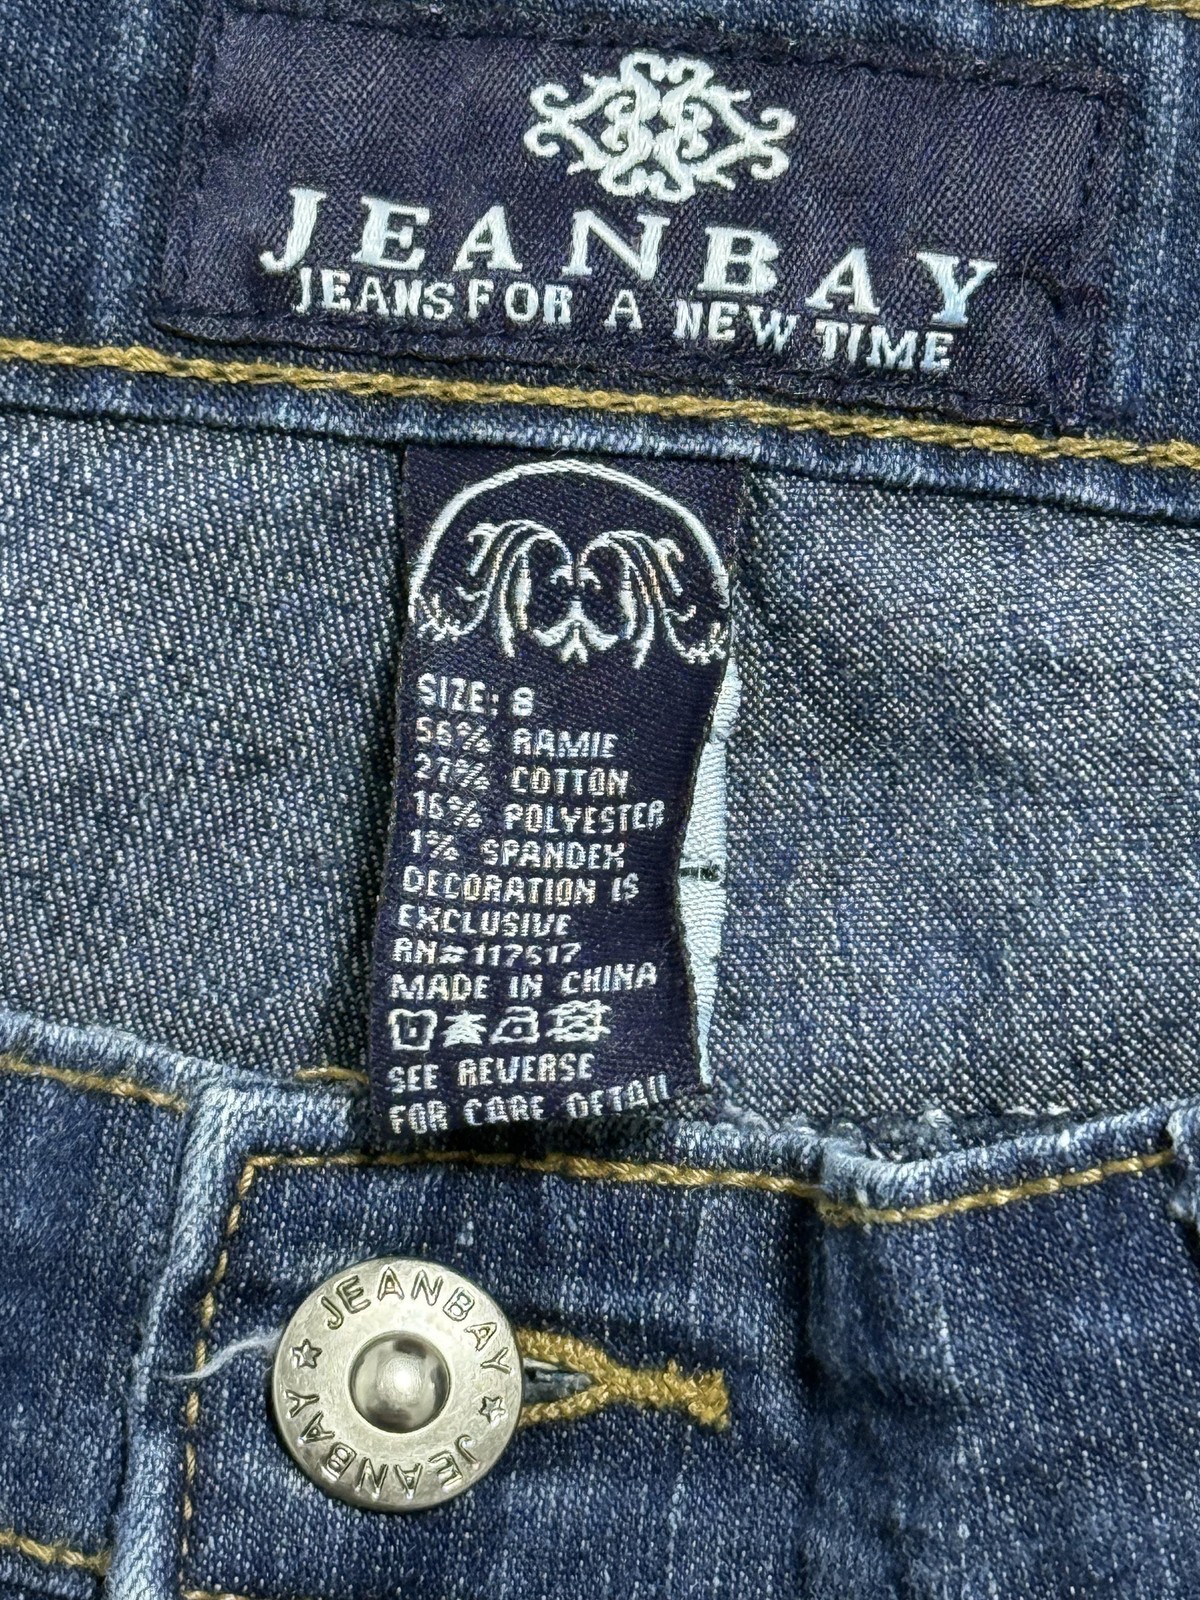 JEANBAY
JEANS FOR A NEW TIME
SIZE: 8
56% RAMIE
27% COTTON
16% POLYESTER
1% SPANDEX
DECORATION IS
EXCLUSIVE
RN# 117517
MADE IN CHINA
SEE REVERSE
FOR CARE DETAIL
JEANBAY
JEANBAY